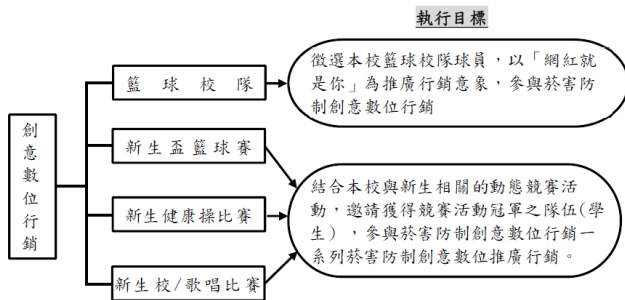 執行目標
籃球校隊
徵選本校籃球校隊球員，以「網紅就
是你」為推廣行銷意象，參與菸害防
制創意數位行銷
創意數位行銷
新生盃籃球賽
新生健康操比賽
新生校/歌唱比賽
結合本校與新生相關的動態競賽活
動，邀請獲得競賽活動冠軍之隊伍(學
生），參與菸害防制創意數位行銷一
系列菸害防制創意數位推廣行銷。